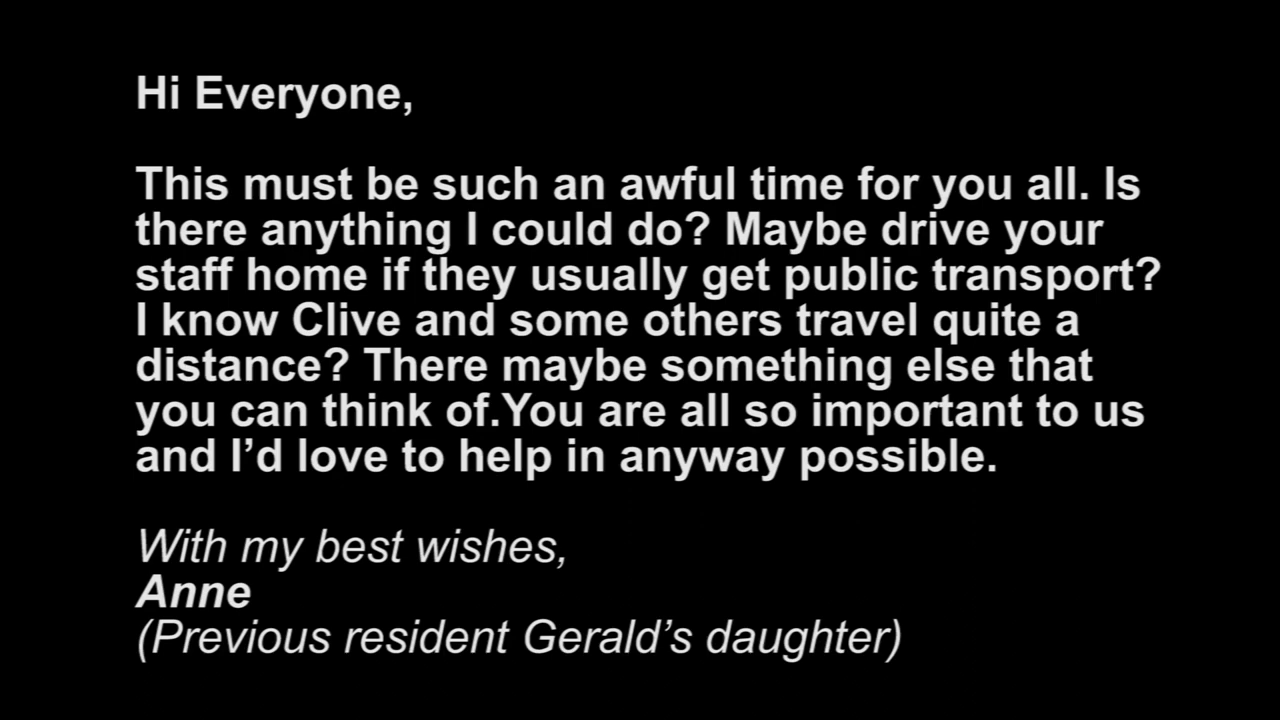 Hi Everyone,
This must be such an awful time for you all. Is
there anything I could do? Maybe drive your
staff home if they usually get public transport?
I know Clive and some others travel quite a
distance? There maybe something else that
you can think of.You are all so important to us
and I’d love to help in anyway possible.
With my best wishes,
Anne
(Previous resident Gerald’s daughter)